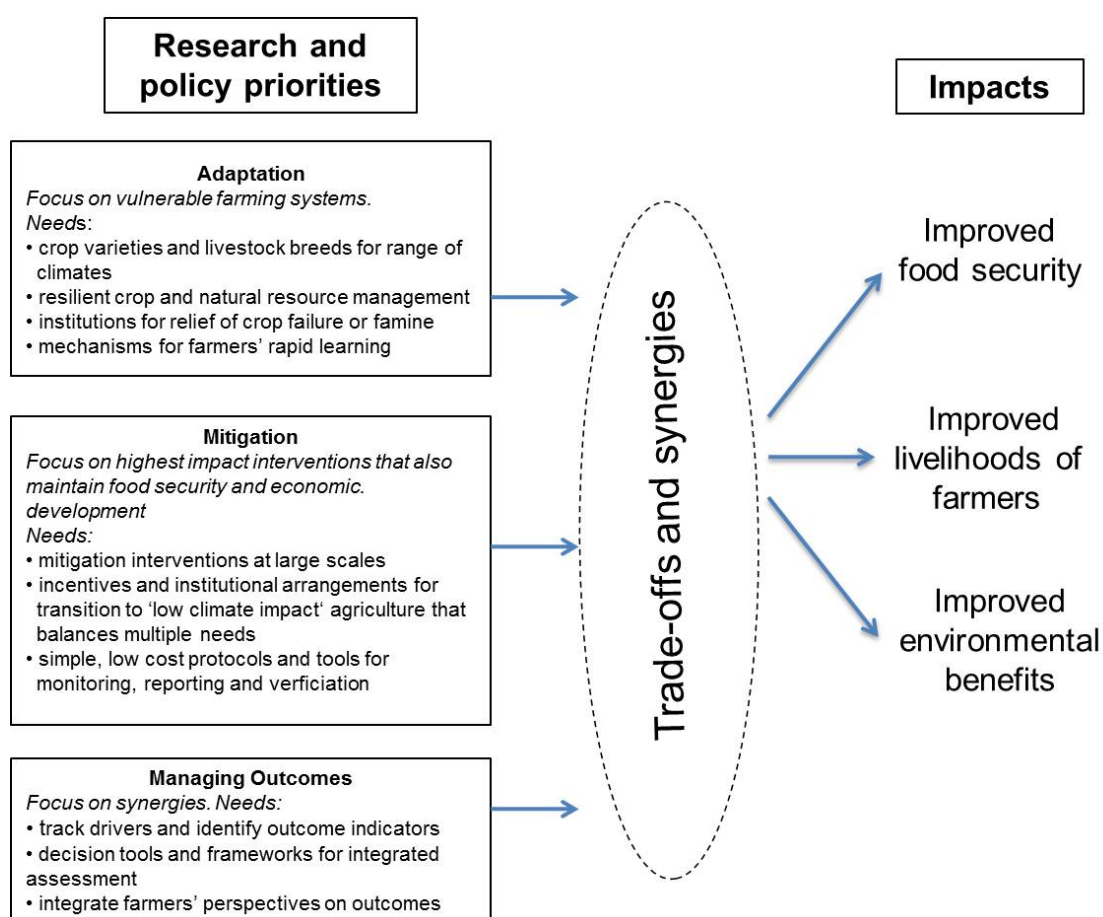 Research and
policy priorities
Impacts
Adaptation
Focus on vulnerable farming systems.
Needs:
• crop varieties and livestock breeds for range of
climates
• resilient crop and natural resource management
• institutions for relief of crop failure or famine
• mechanisms for farmers’ rapid learning
Mitigation
Focus on highest impact interventions that also
maintain food security and economic.
development
Needs:
• mitigation interventions at large scales
• incentives and institutional arrangements for
transition to ‘low climate impact‘ agriculture that
balances multiple needs
• simple, low cost protocols and tools for
monitoring, reporting and verficiation
Managing Outcomes
Focus on synergies. Needs:
• track drivers and identify outcome indicators
• decision tools and frameworks for integrated
assessment
• integrate farmers’ perspectives on outcomes
Trade-offs and synergies
Improved
food security
Improved
livelihoods of
farmers
Improved
environmental
benefits